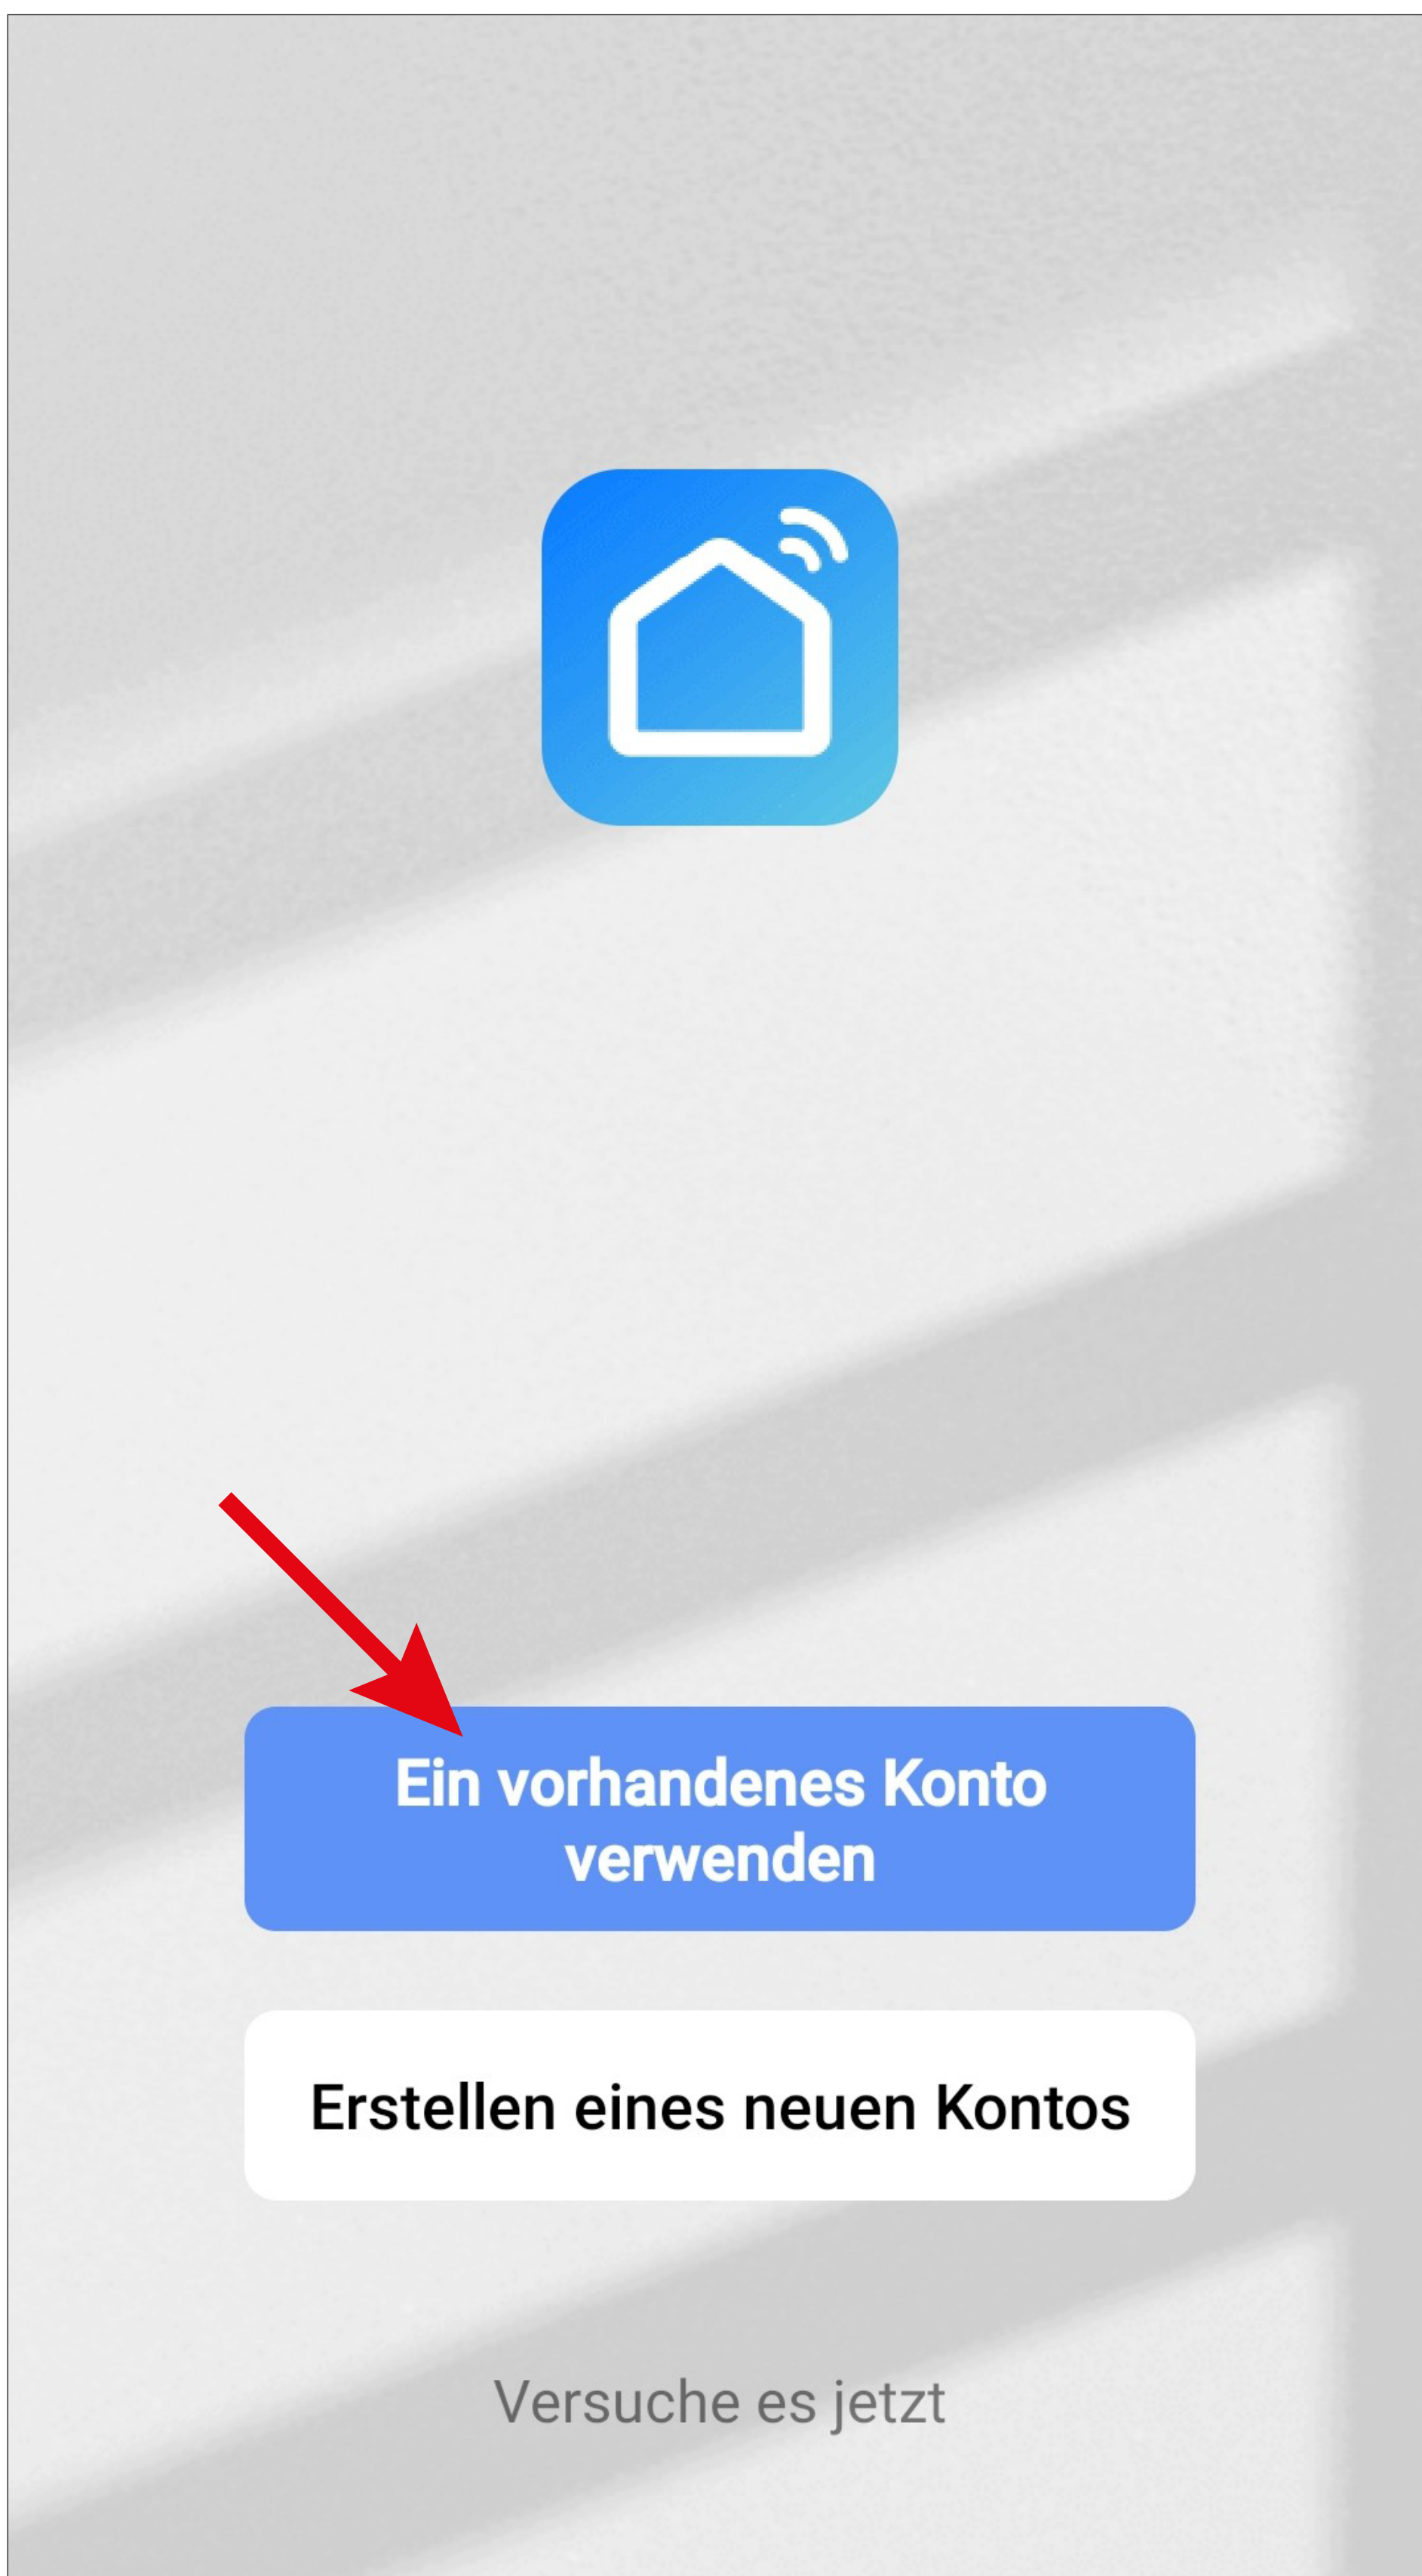 Ein vorhandenes Konto
verwenden
Erstellen eines neuen Kontos
Versuche es jetzt